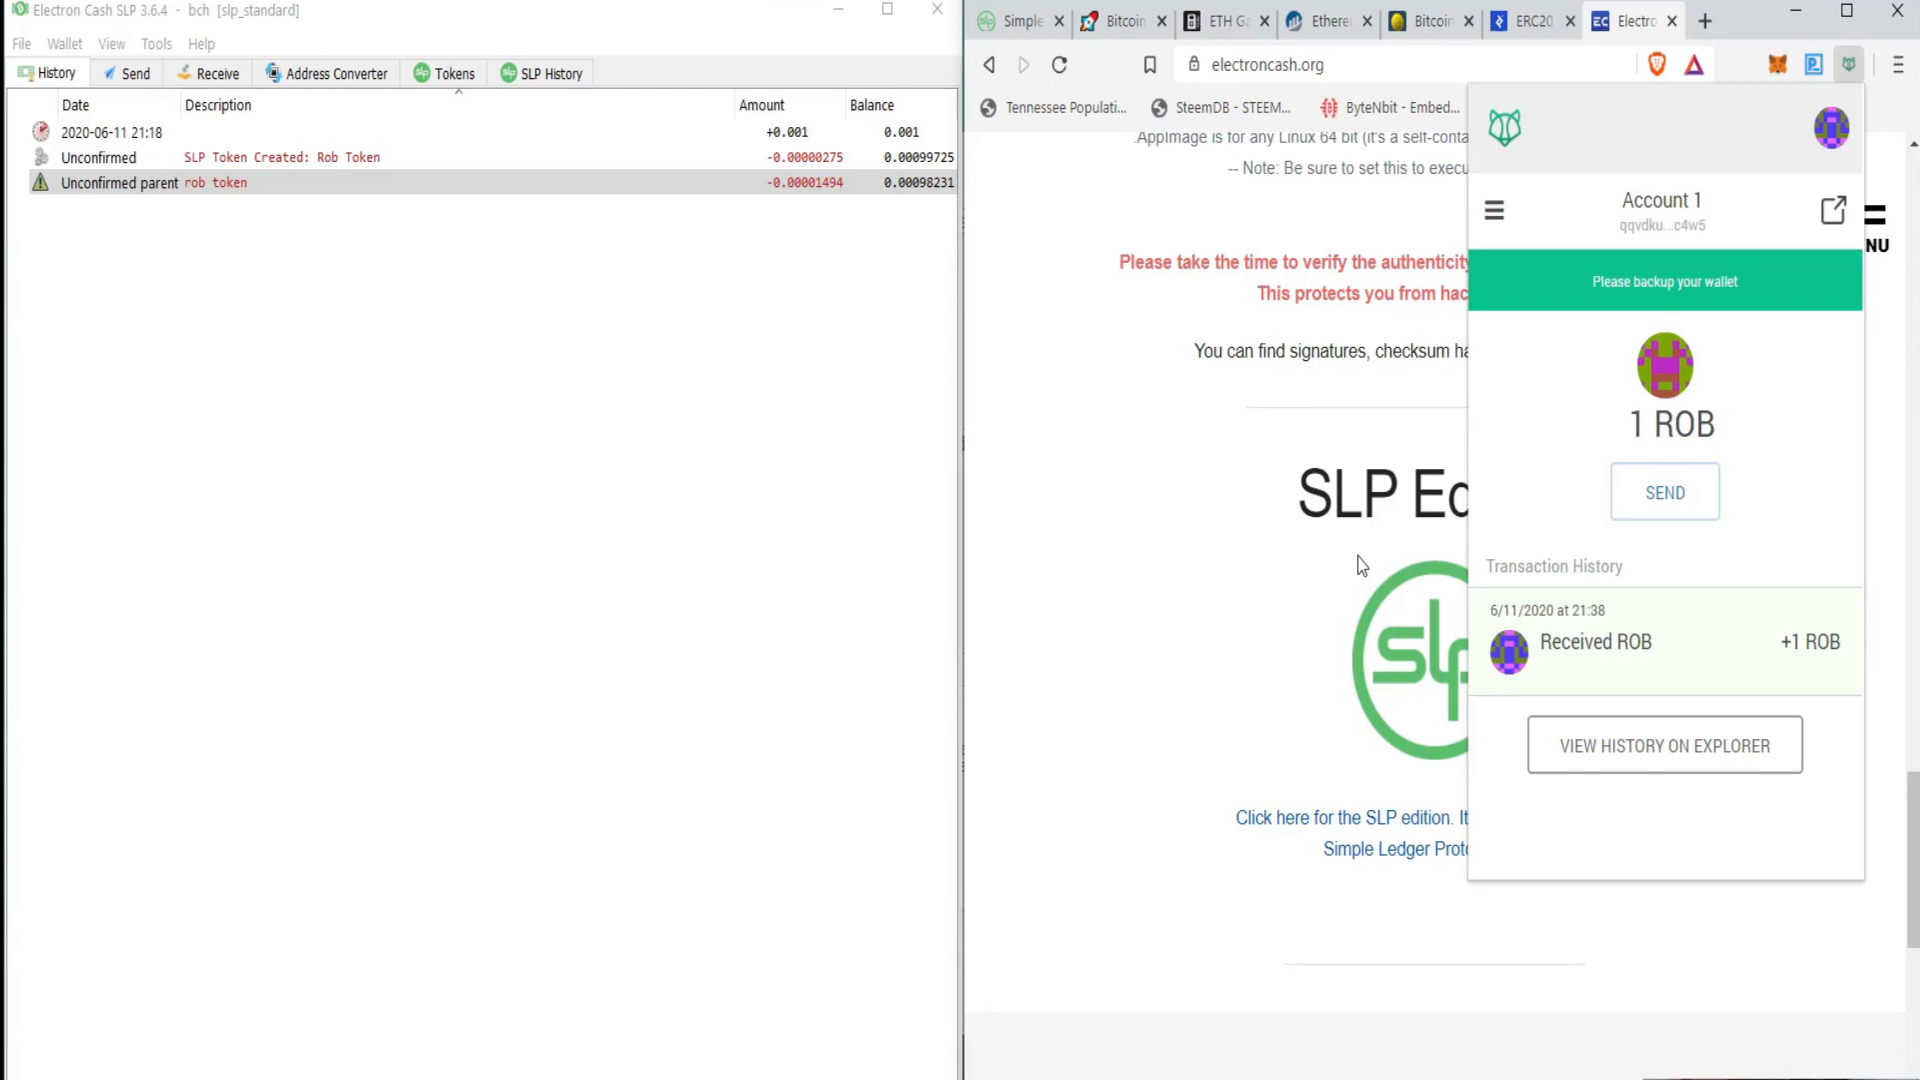 Electron Cash SLP 3.6.4 - bch [slp_standard]
File Wallet View Tools Help
History Send Receive Address Converter Tokens SLP History
Date Description Amount Balance
2020-06-11 21:18 +0.001 0.001
Unconfirmed SLP Token Created: Rob Token -0.00000275 0.00099725
Unconfirmed parent rob token -0.00001494 0.00098231
Simple Bitcoin ETH Ga Ethere Bitcoin ERC20 Electro
electroncash.org
Tennessee Populati... SteemDB - STEEM... ByteNbit - Embed...
AppImage is for any Linux 64 bit (it's a self-conta
-- Note: Be sure to set this to execu
Please take the time to verify the authenticity
This protects you from hac
You can find signatures, checksum ha
SLP Ed
slp
Click here for the SLP edition. It
Simple Ledger Proto
NU
Account 1
qqvdku...c4w5
Please backup your wallet
1 ROB
SEND
Transaction History
6/11/2020 at 21:38
Received ROB +1 ROB
VIEW HISTORY ON EXPLORER